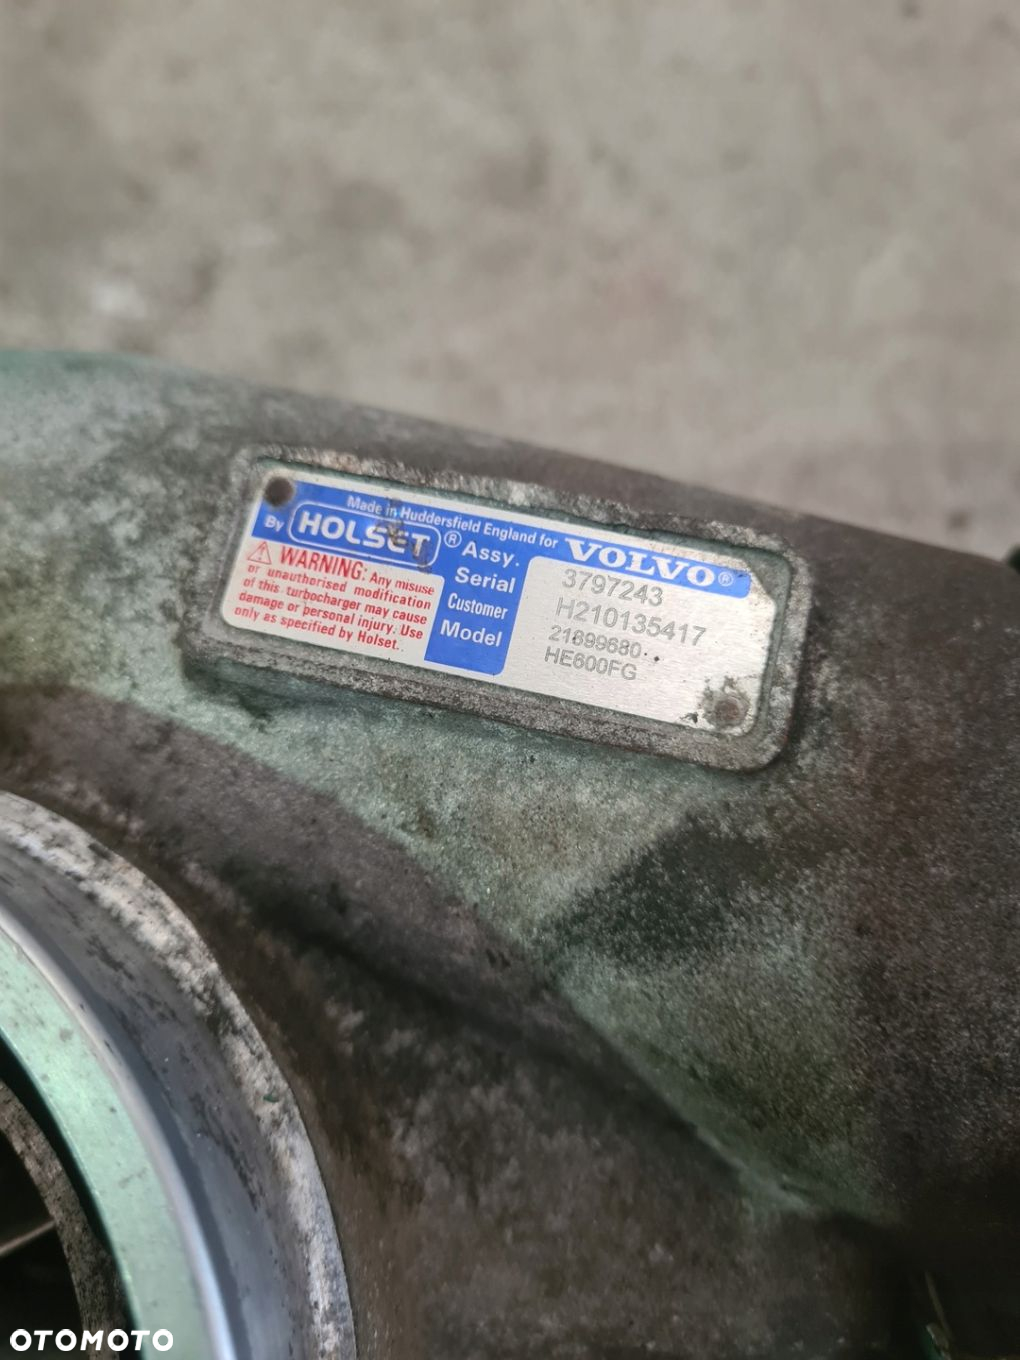 Made in Huddersfield England for VOLVO®
By HOLSET®
WARNING: Any misuse
or unauthorised modification
of this turbocharger may cause
damage or personal injury. Use
only as specified by Holset.
Assy. 3797243
Serial H210135417
Customer 21699680
Model HE600FG
OTOMOTO